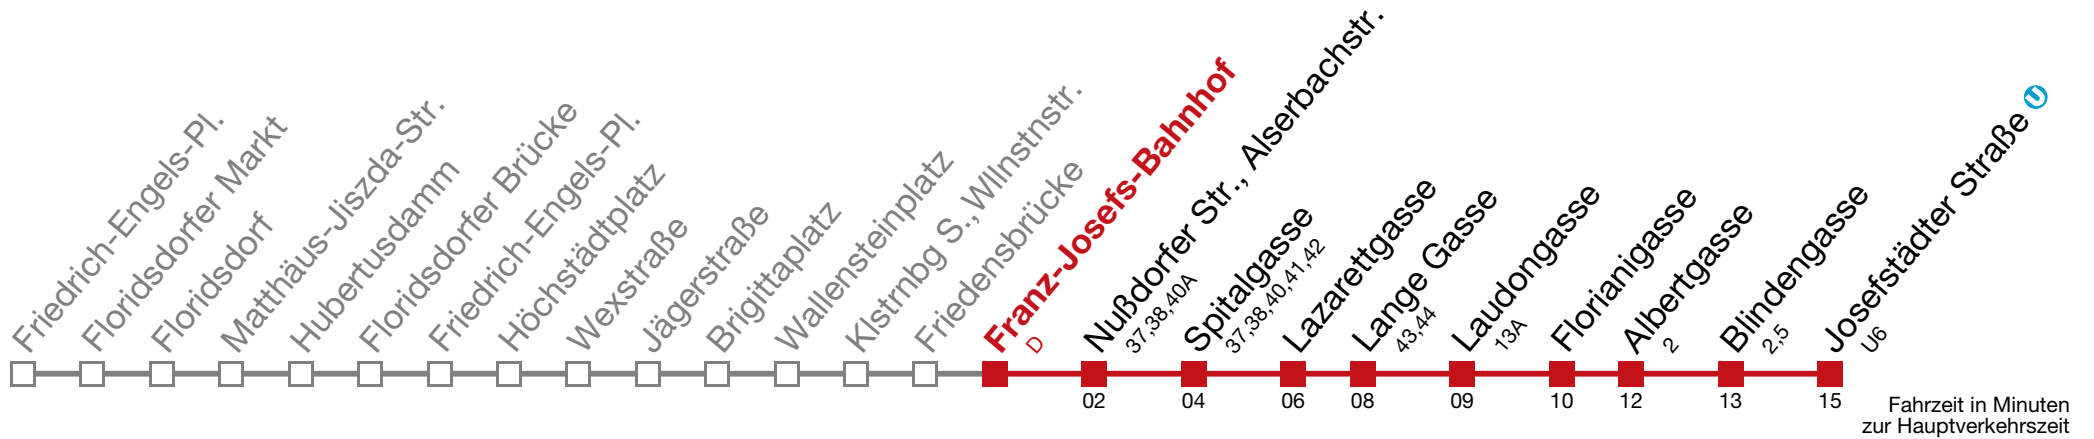 Friedrich-Engels-Pl.
Floridsdorfer Markt
Floridsdorf
Matthäus-Jiszda-Str.
Hubertusdamm
Floridsdorfer Brücke
Friedrich-Engels-Pl.
Höchstädtplatz
Wexstraße
Jägerstraße
Brigittaplatz
Wallensteinplatz
Klstrnbg S., Wllnstnstr.
Friedensbrücke
Franz-Josefs-Bahnhof
D
Nußdorfer Str., Alserbachstr.
37,38,40A
02
Spitalgasse
37,38,40,41,42
04
Lazarettgasse
06
Lange Gasse
43,44
08
Laudongasse
13A
09
Florianigasse
10
Albertgasse
2
12
Blindengasse
2,5
13
Josefstädter Straße U
U6
15
Fahrzeit in Minuten
zur Hauptverkehrszeit